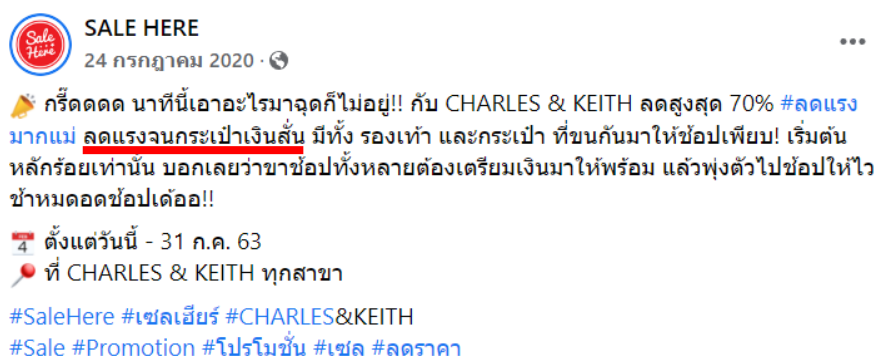 Sale Here
SALE HERE
24 กรกฎาคม 2020
🎉 กรี๊ดดดด นาทีนี้เอาอะไรมาฉุดก็ไม่อยู่!! กับ CHARLES & KEITH ลดสูงสุด 70% #ลดแรง
มากแม่ ลดแรงจนกระเป๋าเงินสั่น มีทั้ง รองเท้า และกระเป๋า ที่ขนกันมาให้ช้อปเพียบ! เริ่มต้น
หลักร้อยเท่านั้น บอกเลยว่าขาช้อปทั้งหลายต้องเตรียมเงินมาให้พร้อม แล้วพุ่งตัวไปช้อปให้ไว
ช้าหมดอดช้อปเด้ออ!!
📅 ตั้งแต่วันนี้ - 31 ก.ค. 63
📍 ที่ CHARLES & KEITH ทุกสาขา
#SaleHere #เซลเฮียร์ #CHARLES&KEITH
#Sale #Promotion #โปรโมชั่น #เซล #ลดราคา